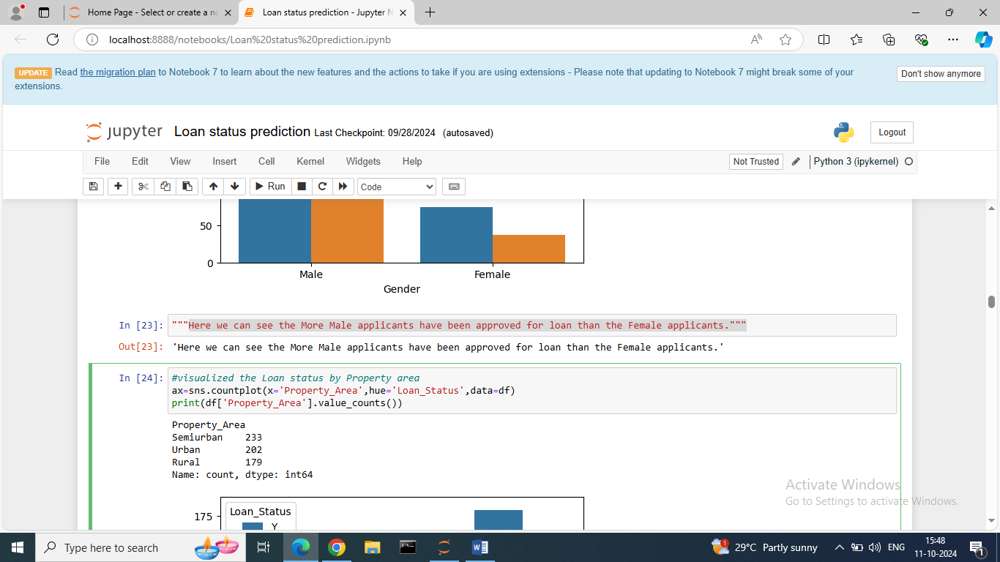 Home Page - Select or create a no
Loan status prediction - Jupyter N
localhost:8888/notebooks/Loan%20status%20prediction.ipynb
UPDATE Read the migration plan to Notebook 7 to learn about the new features and the actions to take if you are using extensions - Please note that updating to Notebook 7 might break some of your
extensions.
Don't show anymore
jupyter Loan status prediction Last Checkpoint: 09/28/2024 (autosaved)
Logout
File Edit View Insert Cell Kernel Widgets Help
Not Trusted
Python 3 (ipykernel)
Run
Code
50
0
Male Female
Gender
In [23]: """Here we can see the More Male applicants have been approved for loan than the Female applicants."""
Out[23]: 'Here we can see the More Male applicants have been approved for loan than the Female applicants.'
In [24]: #visualized the Loan status by Property area
ax=sns.countplot(x='Property_Area',hue='Loan_Status',data=df)
print(df['Property_Area'].value_counts())
Property_Area
Semiurban 233
Urban 202
Rural 179
Name: count, dtype: int64
Activate Windows
Go to Settings to activate Windows.
175
Loan_Status
Y
Type here to search
1
29°C Partly sunny
ENG
15:48
11-10-2024
1